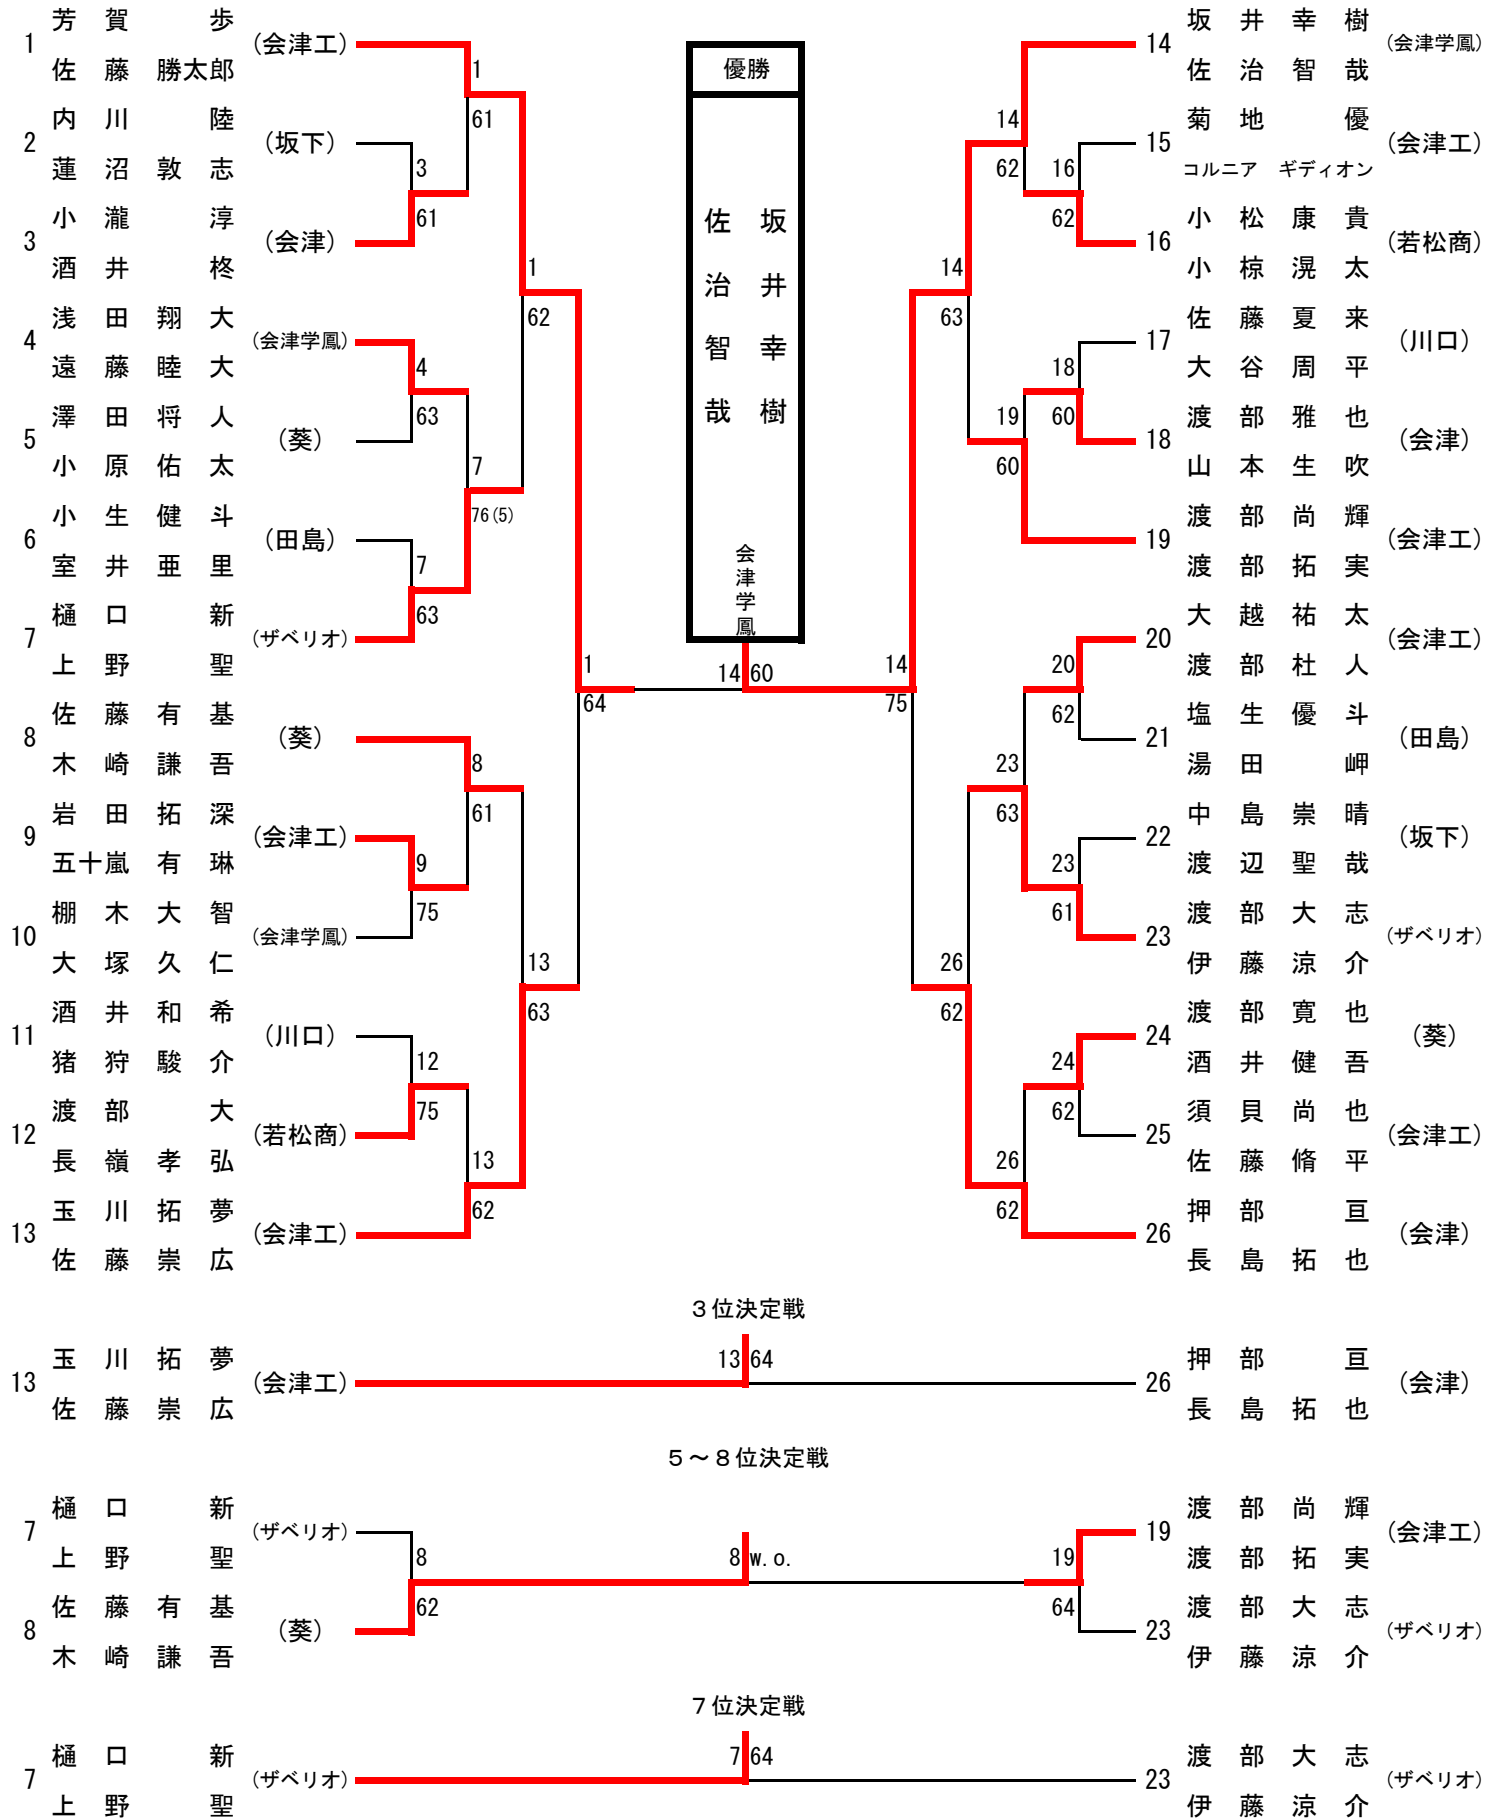 芳賀 歩
1 (会津工)
佐藤勝太郎
1
61
内川 陸
2 (坂下)
蓮沼敦志
3
61
小瀧 淳
3 (会津)
酒井 柊
1
62
浅田翔大
4 (会津学鳳)
遠藤睦大
4
63
澤田将人
5 (葵)
小原佑太
7
76(5)
小生健斗
6 (田島)
室井亜里
7
63
樋口 新
7 (ザベリオ)
上野 聖
1
64
佐藤有基
8 (葵)
木崎謙吾
8
61
岩田拓深
9 (会津工)
五十嵐有琳
9
75
棚木大智
10 (会津学鳳)
大塚久仁
13
63
酒井和希
11 (川口)
猪狩駿介
12
75
渡部 大
12 (若松商)
長嶺孝弘
13
62
玉川拓夢
13 (会津工)
佐藤崇広
優勝
坂井幸樹
佐治智哉
会津学鳳
14 60
坂井幸樹
14 (会津学鳳)
佐治智哉
14
62
菊地 優
15 (会津工)
コルニア ギディオン
16
62
小松康貴
16 (若松商)
小椋滉太
14
63
佐藤夏来
17 (川口)
大谷周平
18
60
渡部雅也
18 (会津)
山本生吹
19
60
渡部尚輝
19 (会津工)
渡部拓実
14
75
大越祐太
20 (会津工)
渡部杜人
20
62
塩生優斗
21 (田島)
湯田 岬
23
63
中島崇晴
22 (坂下)
渡辺聖哉
23
61
渡部大志
23 (ザベリオ)
伊藤涼介
26
62
渡部寛也
24 (葵)
酒井健吾
24
62
須貝尚也
25 (会津工)
佐藤脩平
26
62
押部 亘
26 (会津)
長島拓也
3位決定戦
玉川拓夢
13 (会津工)
佐藤崇広
13 64
押部 亘
26 (会津)
長島拓也
5～8位決定戦
樋口 新
7 (ザベリオ)
上野 聖
8
62
佐藤有基
8 (葵)
木崎謙吾
8 w.o.
渡部尚輝
19 (会津工)
渡部拓実
19
64
渡部大志
23 (ザベリオ)
伊藤涼介
7位決定戦
樋口 新
7 (ザベリオ)
上野 聖
7 64
渡部大志
23 (ザベリオ)
伊藤涼介